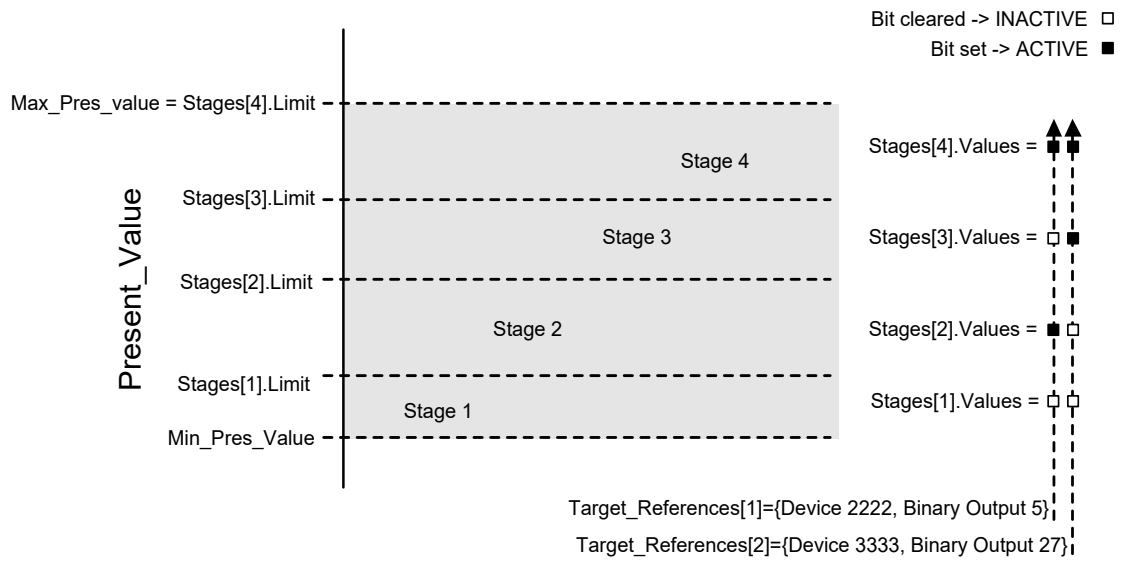 Bit cleared -> INACTIVE
Bit set -> ACTIVE
Max_Pres_value = Stages[4].Limit
Stages[4].Values =
Stage 4
Stages[3].Limit
Stage 3
Stages[3].Values =
Present_Value
Stages[2].Limit
Stage 2
Stages[2].Values =
Stages[1].Limit
Stage 1
Stages[1].Values =
Min_Pres_Value
Target_References[1]={Device 2222, Binary Output 5}
Target_References[2]={Device 3333, Binary Output 27}